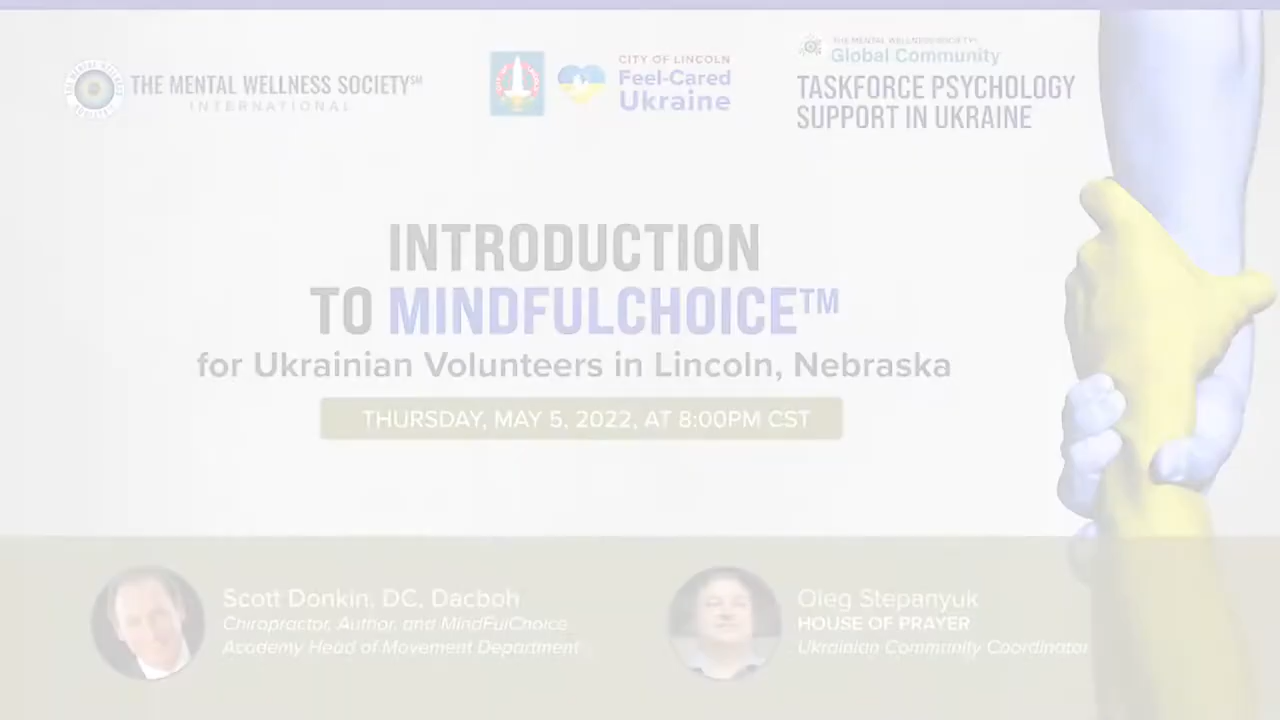 THE MENTAL WELLNESS SOCIETY℠
INTERNATIONAL
CITY OF LINCOLN
Feel-Cared
Ukraine
THE MENTAL WELLNESS SOCIETY℠
Global Community
TASKFORCE PSYCHOLOGY
SUPPORT IN UKRAINE
INTRODUCTION
TO MINDFULCHOICE™
for Ukrainian Volunteers in Lincoln, Nebraska
THURSDAY, MAY 5, 2022, AT 8:00PM CST
Scott Donkin, DC, Dacboh
Chiropractor, Author, and MindFulChoice
Academy Head of Movement Department
Oleg Stepanyuk
HOUSE OF PRAYER
Ukrainian Community Coordinator